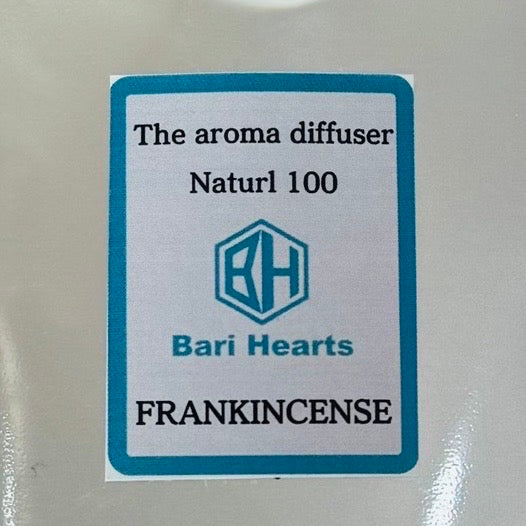 The aroma diffuser
Naturl 100
BH
Bari Hearts
FRANKINCENSE